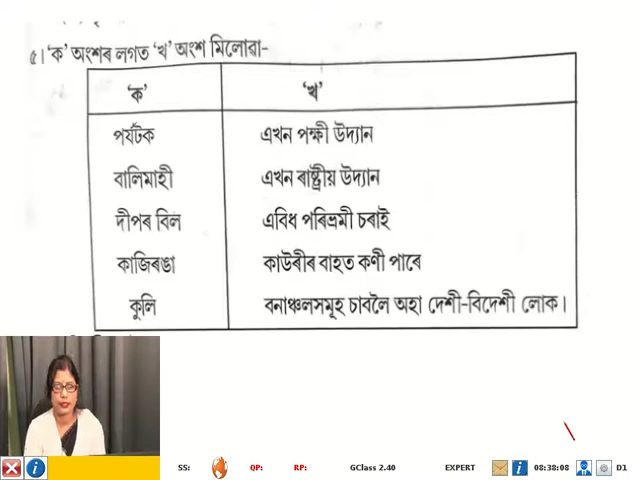 ৫। 'ক' অংশৰ লগত 'খ' অংশ মিলোৱা-
'ক' 'খ'
পৰ্যটক এখন পক্ষী উদ্যান
বালিমাহী এখন ৰাষ্ট্ৰীয় উদ্যান
দীপৰ বিল এবিধ পৰিভ্ৰমী চৰাই
কাজিৰঙা কাউৰীৰ বাহত কণী পাৰে
কুলি বনাঞ্চলসমূহ চাবলৈ অহা দেশী-বিদেশী লোক।
SS: QP: RP: GClass 2.40 EXPERT 08:38:08 D1